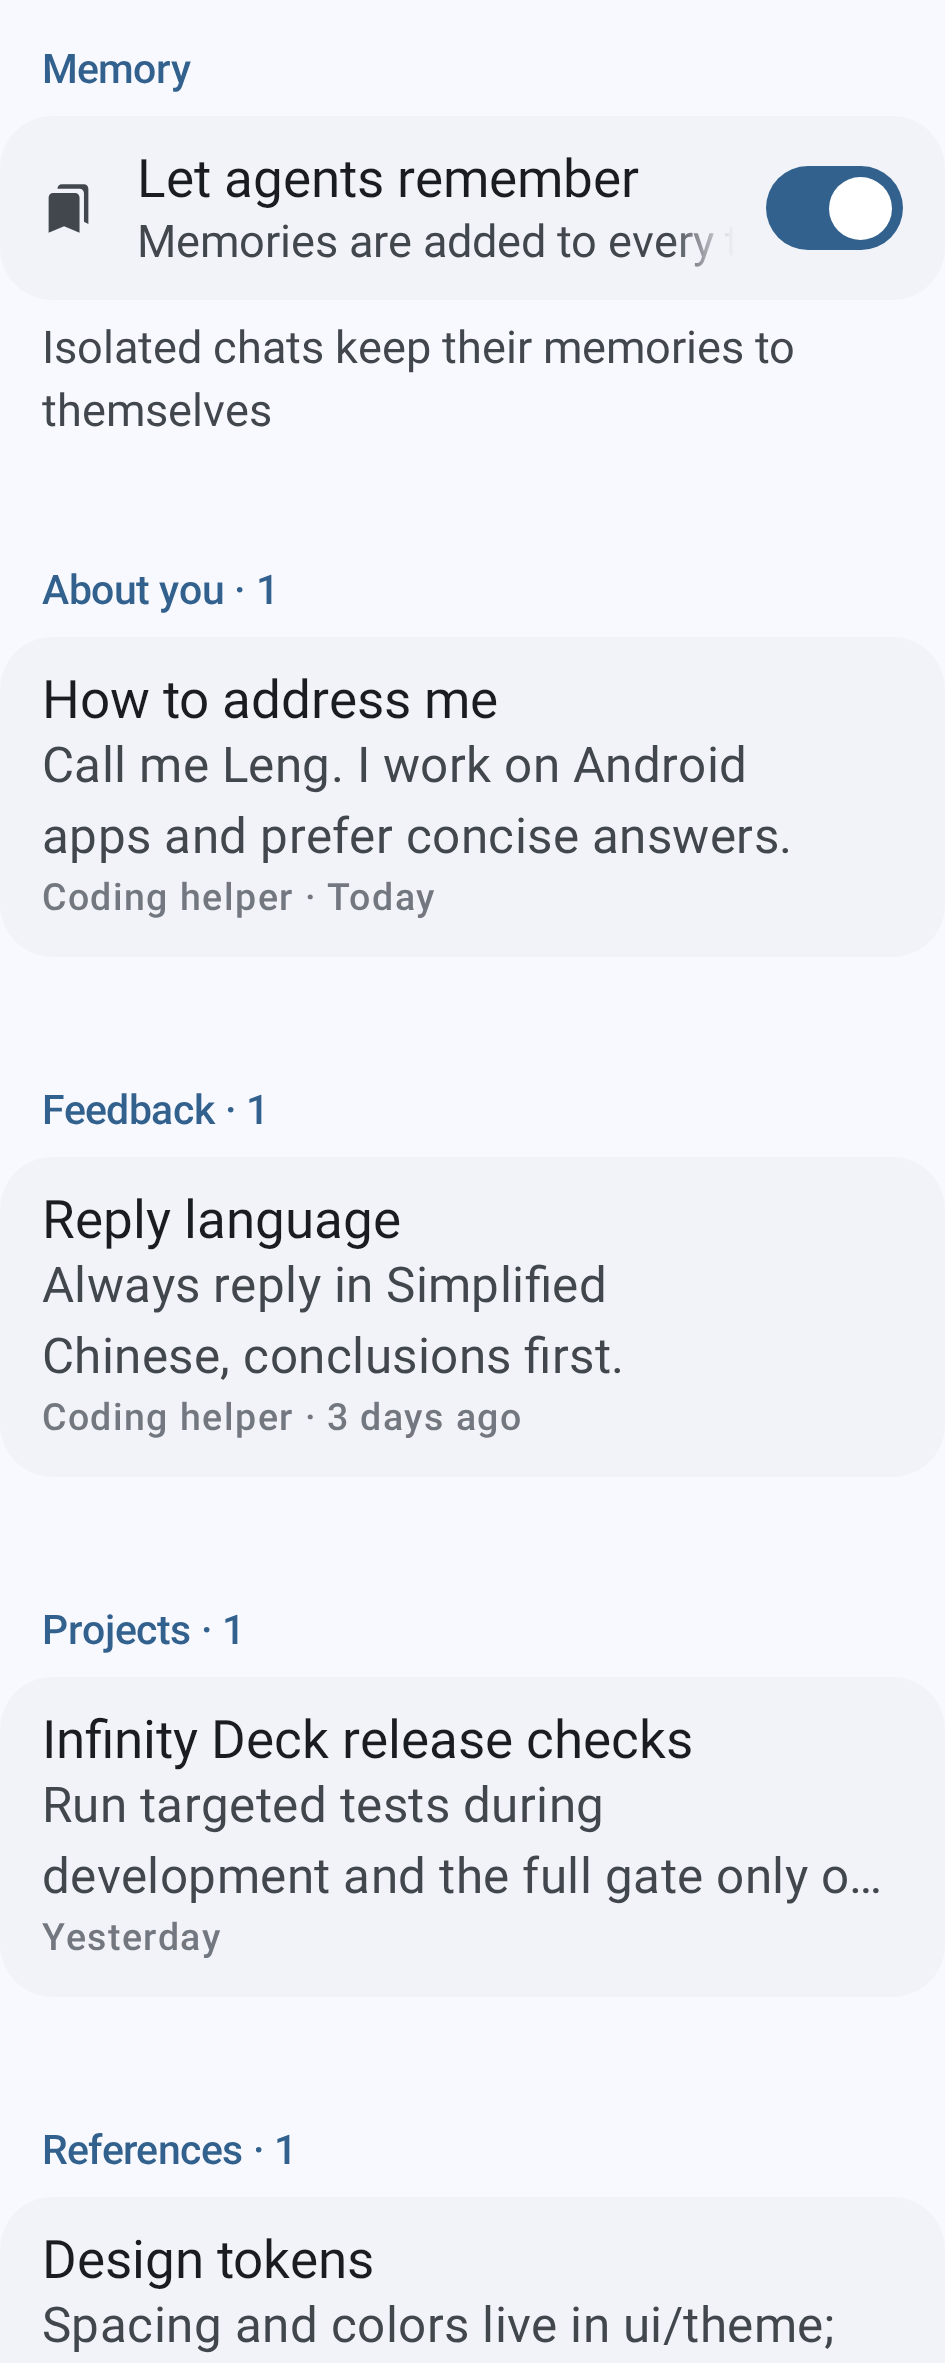 Memory
Let agents remember
Memories are added to every
Isolated chats keep their memories to
themselves
About you · 1
How to address me
Call me Leng. I work on Android
apps and prefer concise answers.
Coding helper · Today
Feedback · 1
Reply language
Always reply in Simplified
Chinese, conclusions first.
Coding helper · 3 days ago
Projects · 1
Infinity Deck release checks
Run targeted tests during
development and the full gate only o…
Yesterday
References · 1
Design tokens
Spacing and colors live in ui/theme;